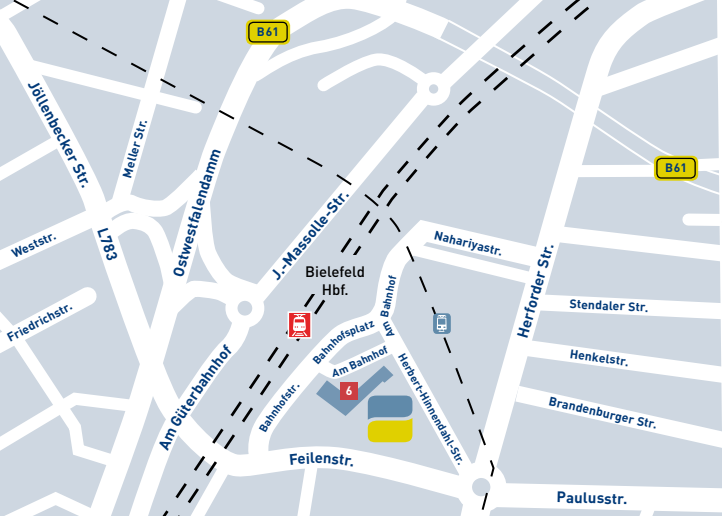 B61
Jöllenbecker Str.
Meller Str.
Ostwestfalendamm
B61
Weststr.
L783
J.-Massolle-Str.
Nahariyastr.
Bielefeld
Hbf.
Herforder Str.
Friedrichstr.
Am Bahnhof
Stendaler Str.
Bahnhofsplatz
Am Bahnhof
Henkelstr.
Am Güterbahnhof
Bahnhofstr.
6
Herbert-Hinnendahl-Str.
Brandenburger Str.
Feilenstr.
Paulusstr.